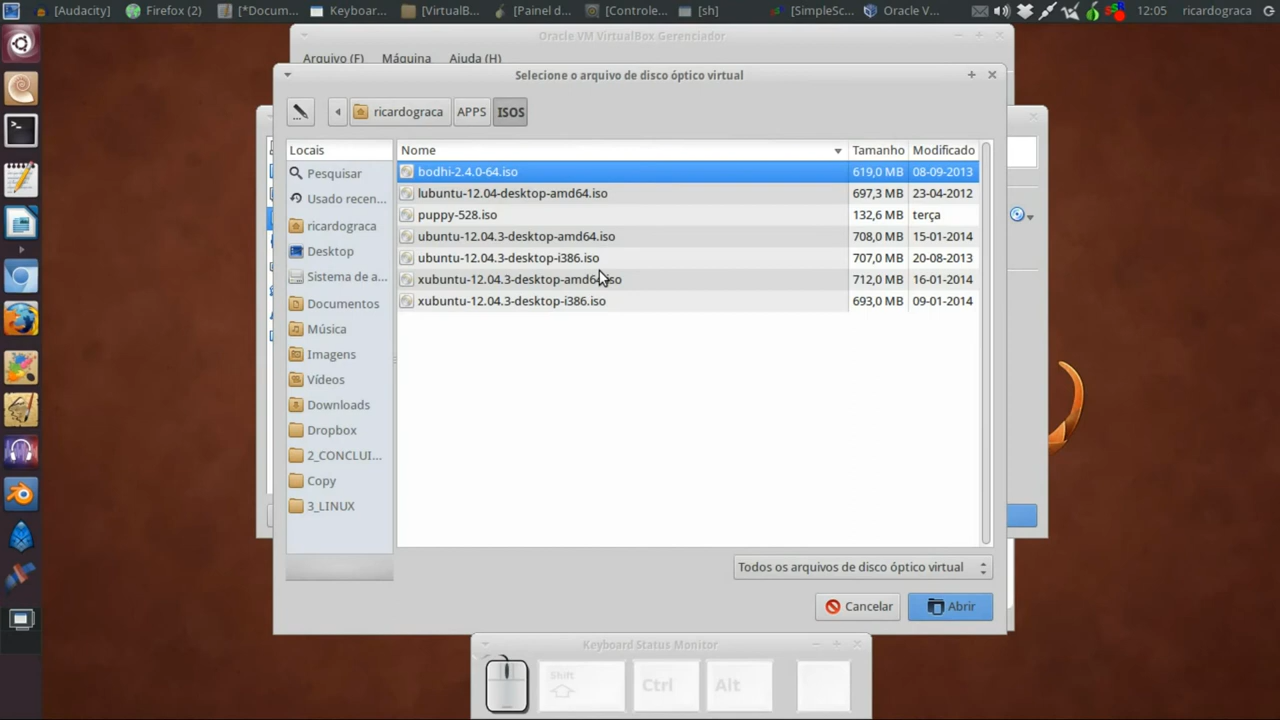 [Audacity]
Firefox (2)
[*Docum...
Keyboar...
[VirtualB...
[Painel d...
[Controle...
[sh]
[SimpleSc...
Oracle V...
12:05
ricardograca
Oracle VM VirtualBox Gerenciador
Arquivo (F)
Máquina
Ajuda (H)
Selecione o arquivo de disco óptico virtual
ricardograca
APPS
ISOS
Locais
Pesquisar
Usado recen...
ricardograca
Desktop
Sistema de a...
Documentos
Música
Imagens
Vídeos
Downloads
Dropbox
2_CONCLUI...
Copy
3_LINUX
Nome Tamanho Modificado
bodhi-2.4.0-64.iso 619,0 MB 08-09-2013
lubuntu-12.04-desktop-amd64.iso 697,3 MB 23-04-2012
puppy-528.iso 132,6 MB terça
ubuntu-12.04.3-desktop-amd64.iso 708,0 MB 15-01-2014
ubuntu-12.04.3-desktop-i386.iso 707,0 MB 20-08-2013
xubuntu-12.04.3-desktop-amd64.iso 712,0 MB 16-01-2014
xubuntu-12.04.3-desktop-i386.iso 693,0 MB 09-01-2014
Todos os arquivos de disco óptico virtual
Cancelar
Abrir
Keyboard Status Monitor
Shift
Ctrl
Alt